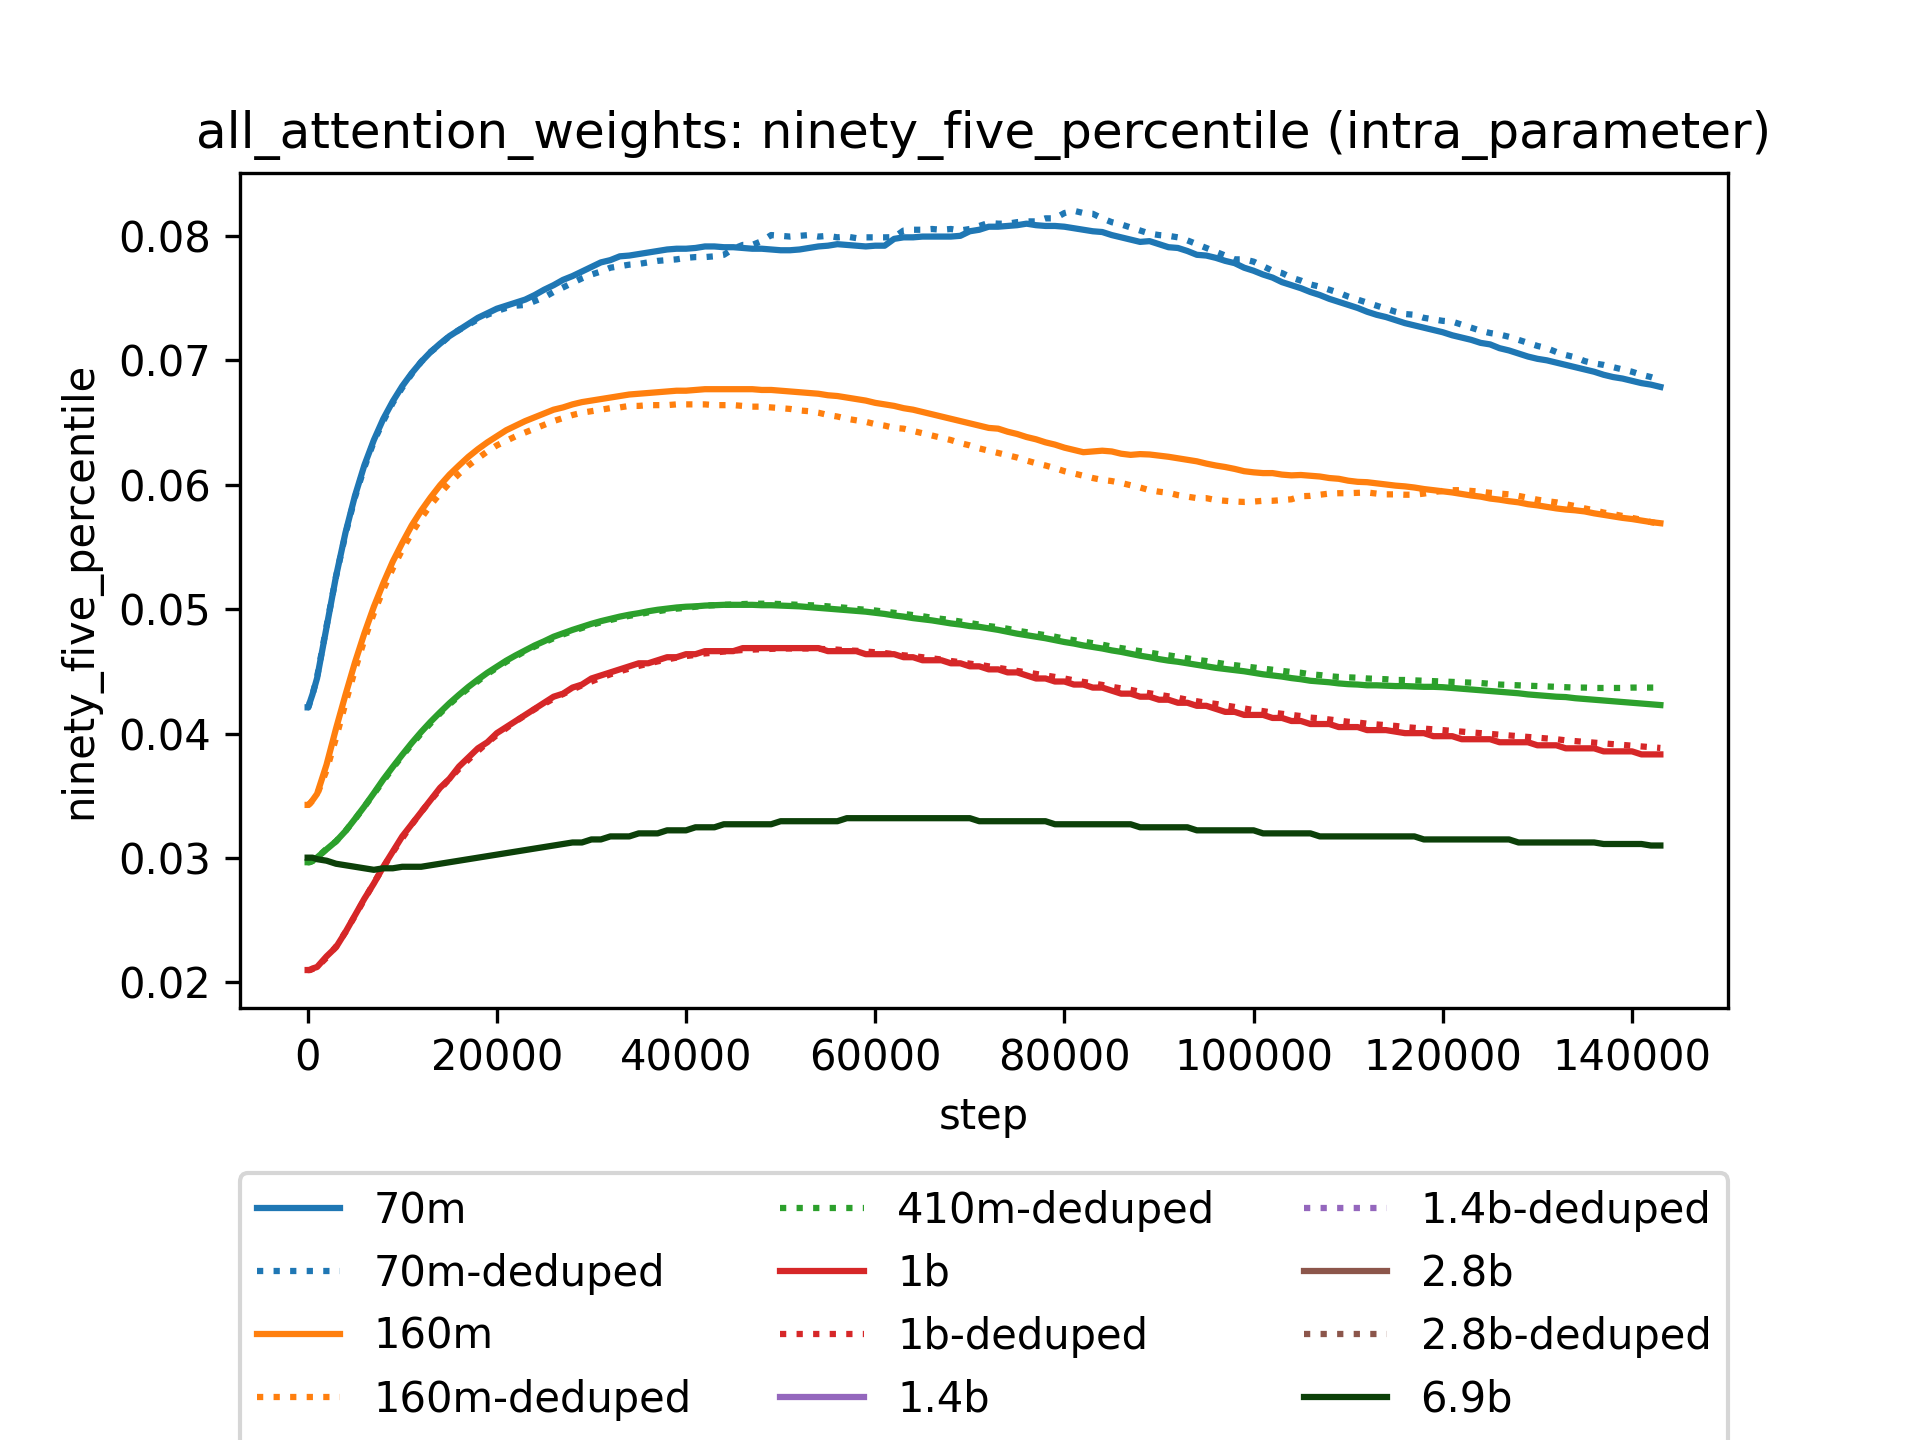 all_attention_weights: ninety_five_percentile (intra_parameter)
ninety_five_percentile
0.08
0.07
0.06
0.05
0.04
0.03
0.02
0 20000 40000 60000 80000 100000 120000 140000
step
70m
70m-deduped
160m
160m-deduped
410m-deduped
1b
1b-deduped
1.4b
1.4b-deduped
2.8b
2.8b-deduped
6.9b